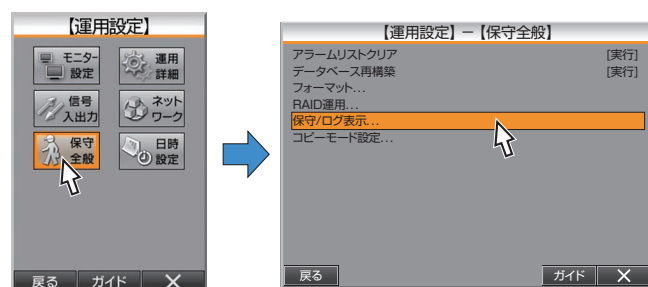 【運用設定】
モニター
設定
運用
詳細
信号
入出力
ネット
ワーク
保守
全般
日時
設定
戻る ガイド ✕
【運用設定】－【保守全般】
アラームリストクリア [実行]
データベース再構築 [実行]
フォーマット...
RAID運用...
保守/ログ表示...
コピーモード設定...
戻る ガイド ✕